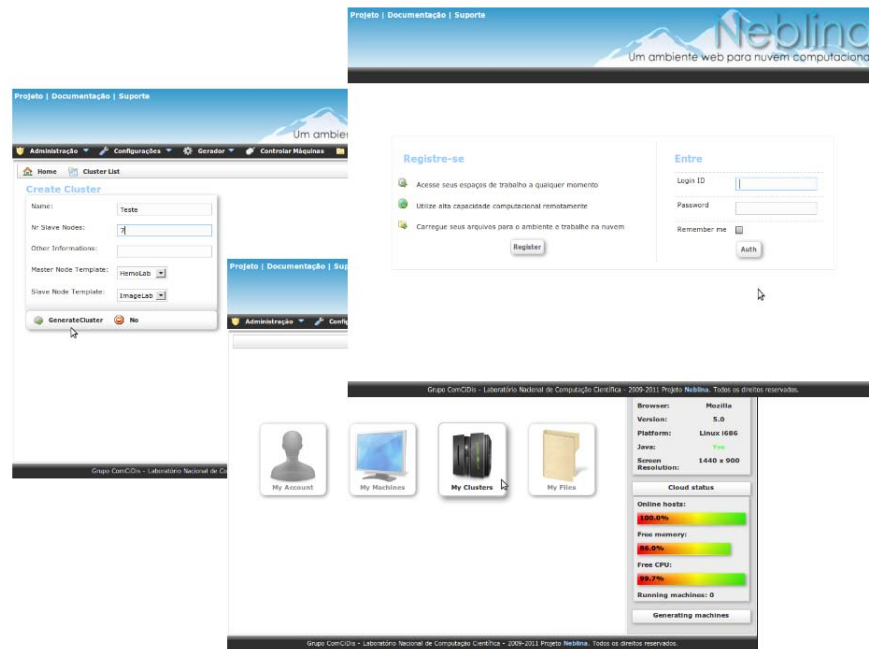 Projeto | Documentação | Suporte
Neblina
Um ambiente web para nuvem computacional
Registre-se
Acesse seus espaços de trabalho a qualquer momento
Utilize alta capacidade computacional remotamente
Carregue seus arquivos para o ambiente e trabalhe na nuvem
Register
Entre
Login ID
Password
Remember me
Auth
Grupo ComCiDis - Laboratório Nacional de Computação Científica - 2009-2011 Projeto Neblina. Todos os direitos reservados.
Projeto | Documentação | Suporte
Um ambie
Administração Configurações Gerador Controlar Máquinas
Home Cluster List
Create Cluster
Name: Teste
Nr Slave Nodes: 7
Other Informations:
Master Node Template: HemoLab
Slave Node Template: ImageLab
GenerateCluster No
Grupo ComCiDis - Laboratório Nacional de Co
Projeto | Documentação | Sup
Administração Config
My Account My Machines My Clusters My Files
Browser: Mozilla
Version: 5.0
Platform: Linux i686
Java: Yes
Screen Resolution: 1440 x 900
Cloud status
Online hosts:
100.0%
Free memory:
86.0%
Free CPU:
99.7%
Running machines: 0
Generating machines
Grupo ComCiDis - Laboratório Nacional de Computação Científica - 2009-2011 Projeto Neblina. Todos os direitos reservados.